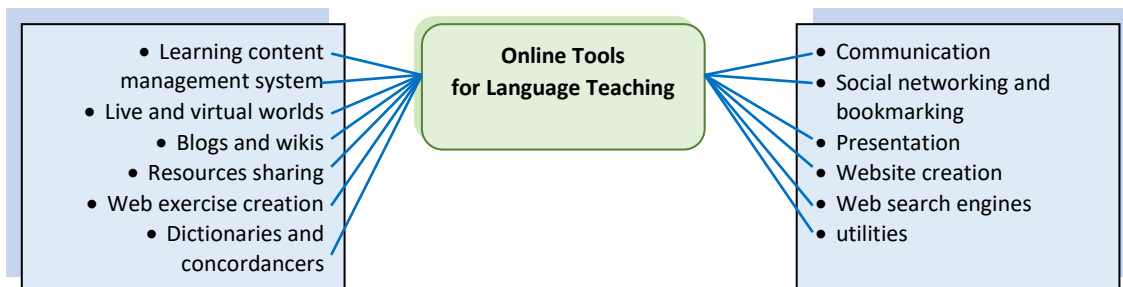 • Learning content
management system
• Live and virtual worlds
• Blogs and wikis
• Resources sharing
• Web exercise creation
• Dictionaries and
concordancers
Online Tools
for Language Teaching
• Communication
• Social networking and
bookmarking
• Presentation
• Website creation
• Web search engines
• utilities